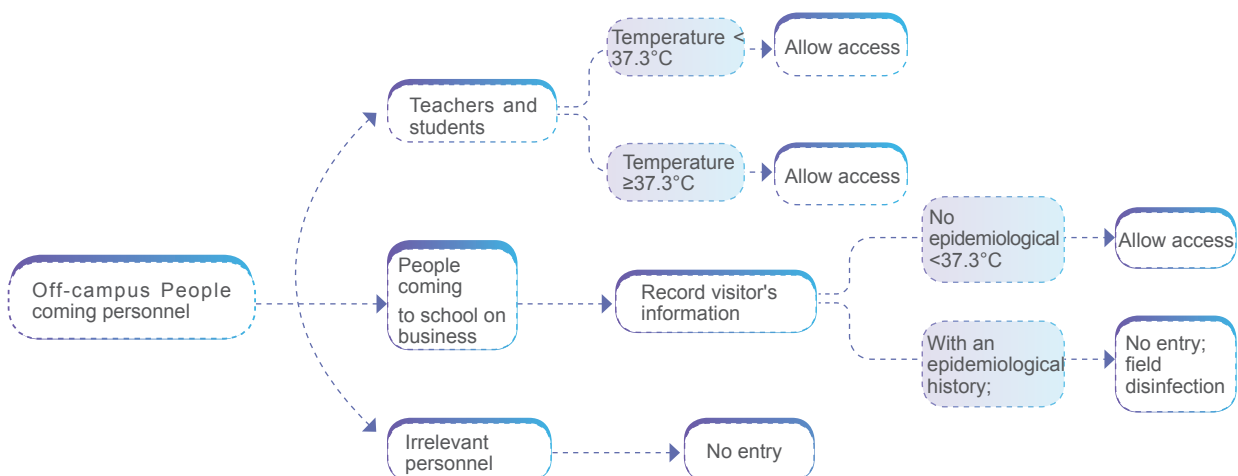 Temperature <
37.3°C
Allow access
Teachers and
students
Temperature
≥37.3°C
Allow access
Off-campus People
coming personnel
People
coming
to school on
business
Record visitor's
information
No
epidemiological
<37.3°C
Allow access
With an
epidemiological
history;
No entry;
field
disinfection
Irrelevant
personnel
No entry